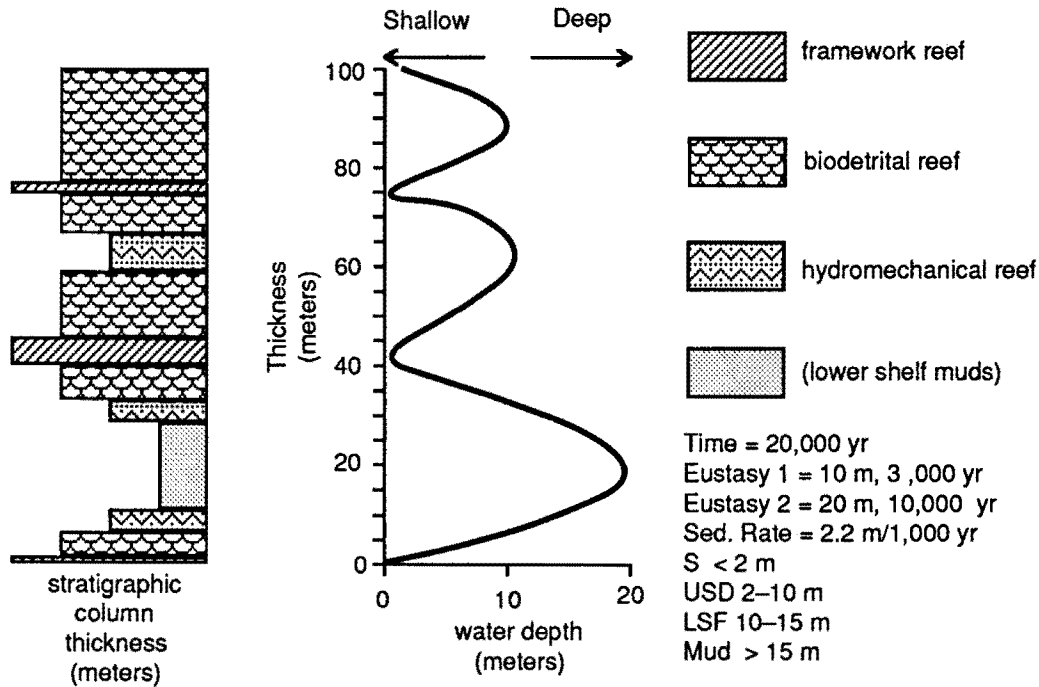 Shallow
Deep
100
80
60
40
20
0
Thickness
(meters)
0
10
20
water depth
(meters)
stratigraphic
column
thickness
(meters)
framework reef
biodetrital reef
hydromechanical reef
(lower shelf muds)
Time = 20,000 yr
Eustasy 1 = 10 m, 3 ,000 yr
Eustasy 2 = 20 m, 10,000 yr
Sed. Rate = 2.2 m/1,000 yr
S < 2 m
USD 2–10 m
LSF 10–15 m
Mud > 15 m